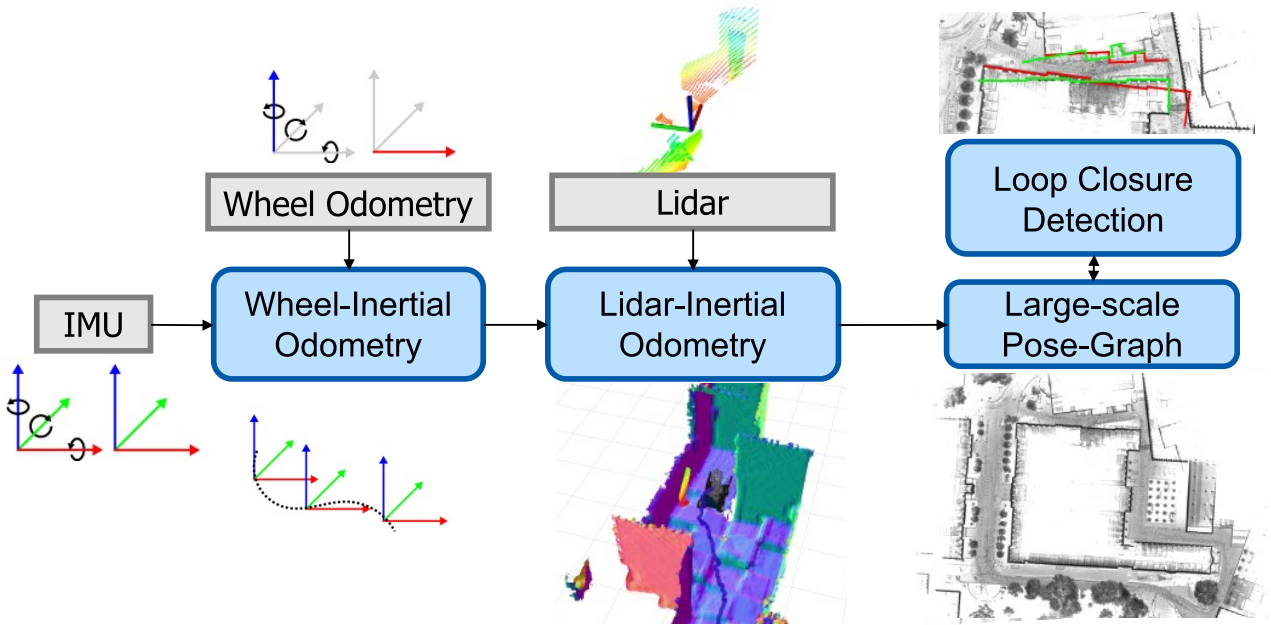 Wheel Odometry
Lidar
Loop Closure
Detection
IMU
Wheel-Inertial
Odometry
Lidar-Inertial
Odometry
Large-scale
Pose-Graph